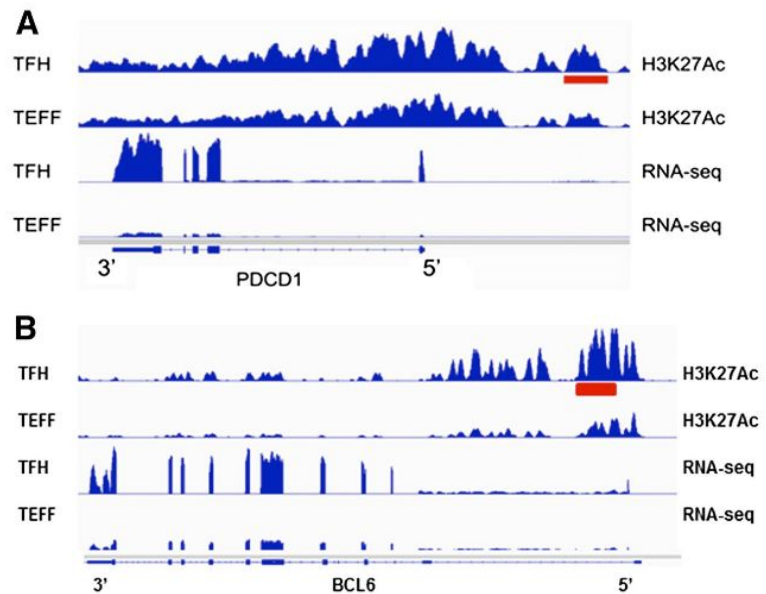 A
TFH H3K27Ac
TEFF H3K27Ac
TFH RNA-seq
TEFF RNA-seq
3' 5'
PDCD1
B
TFH H3K27Ac
TEFF H3K27Ac
TFH RNA-seq
TEFF RNA-seq
3' BCL6 5'